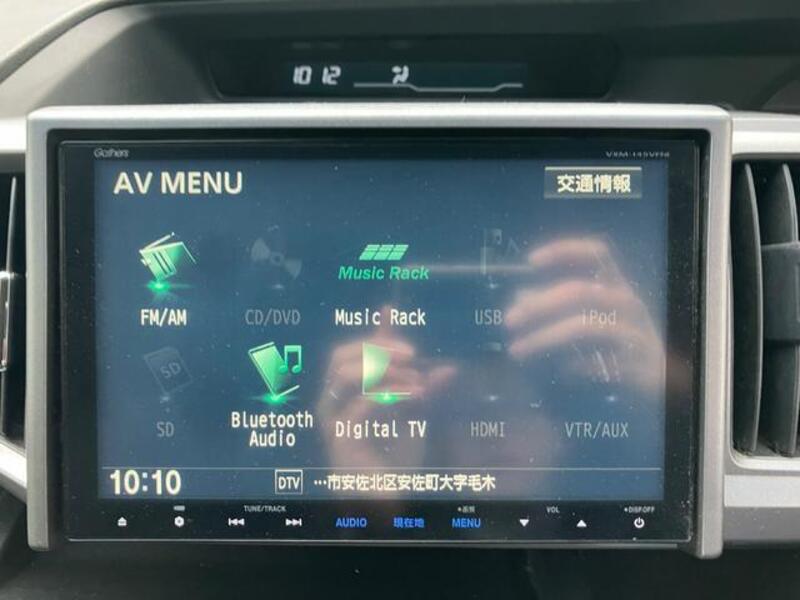 10 12
Gathers
VXM-145VFNi
AV MENU
交通情報
Music Rack
FM/AM
CD/DVD
Music Rack
USB
iPod
SD
SD
Bluetooth
Audio
Digital TV
HDMI
VTR/AUX
10:10
DTV
…市安佐北区安佐町大字毛木
TUNE/TRACK
VOL
DISP.OFF
AUDIO
現在地
MENU